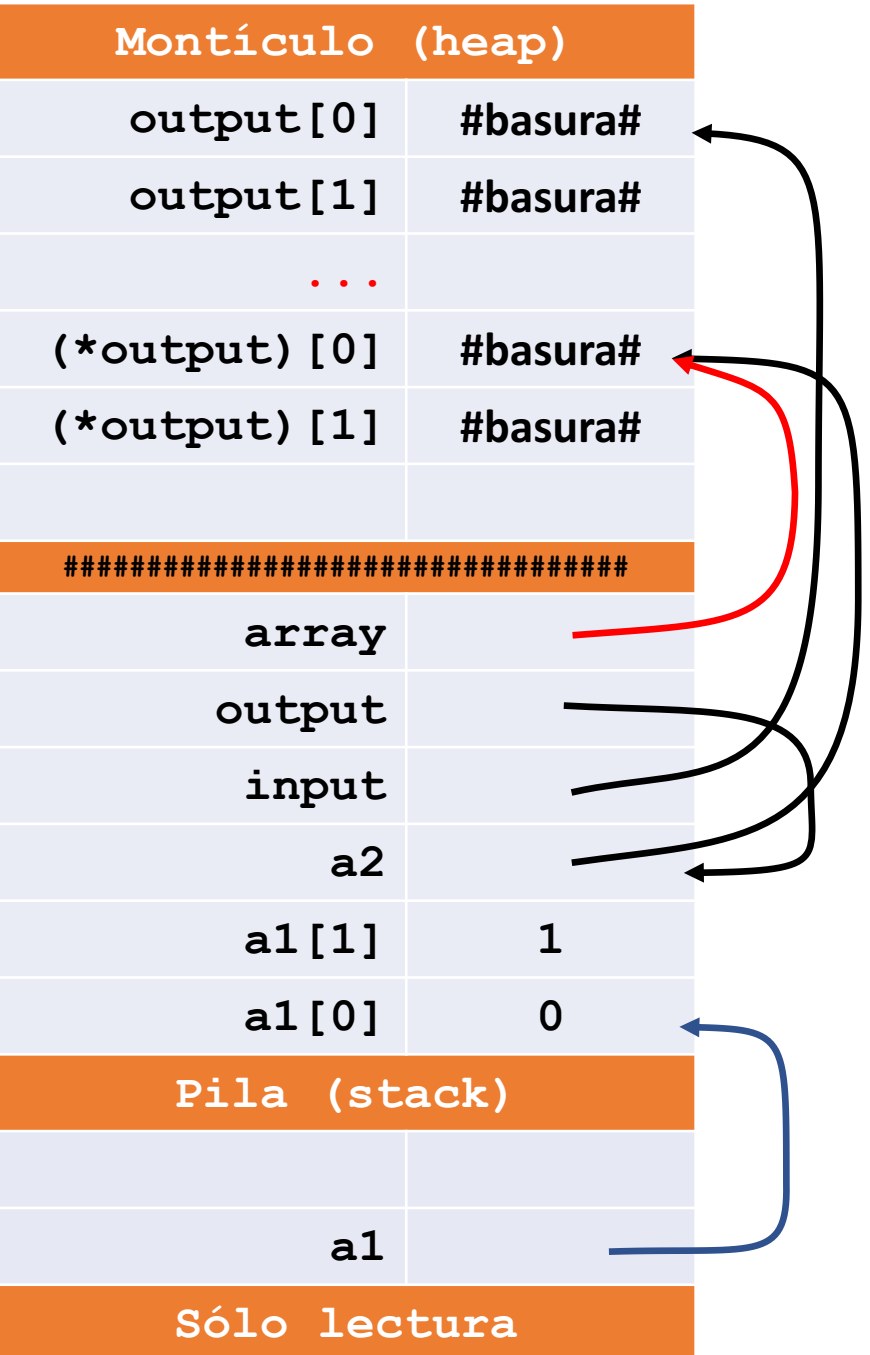 Montículo (heap)
output[0] #basura#
output[1] #basura#
...
(*output)[0] #basura#
(*output)[1] #basura#
##################################
array
output
input
a2
a1[1] 1
a1[0] 0
Pila (stack)
a1
Sólo lectura